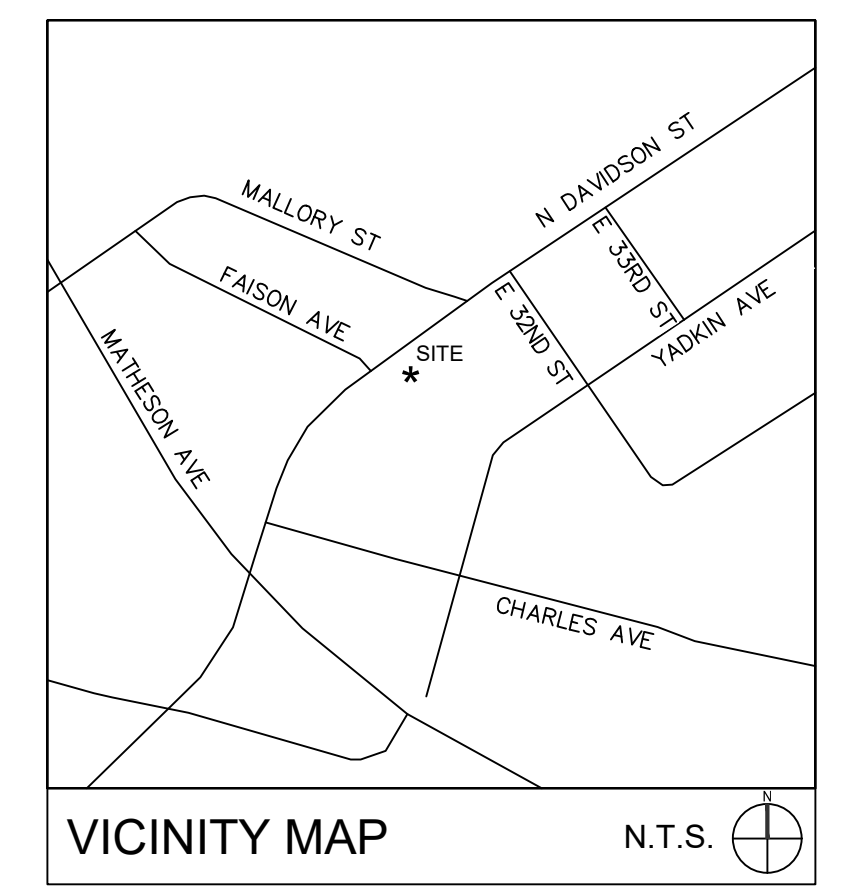 N DAVIDSON ST
MALLORY ST
E 33RD ST
FAISON AVE
E 32ND ST
YADKIN AVE
SITE
*
MATHESON AVE
CHARLES AVE
VICINITY MAP
N.T.S.
N